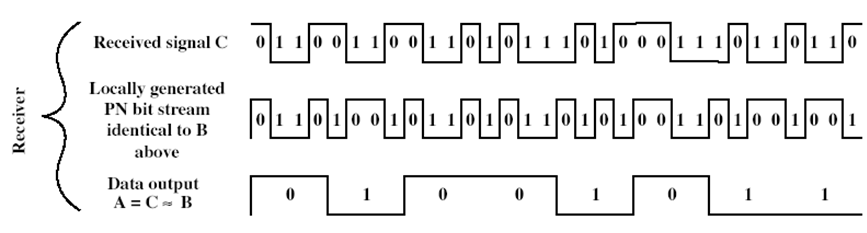 Received signal C 0 1 1 0 0 1 1 0 0 1 1 0 1 0 1 1 1 0 1 0 0 0 1 1 1 0 1 1 0 1 1 0
Receiver
Locally generated
PN bit stream
identical to B
above
0 1 1 0 1 0 0 1 0 1 1 0 1 0 1 1 0 1 0 1 0 0 1 1 0 1 0 0 1 0 0 1
Data output
A = C ≈ B
0 1 0 0 1 0 1 1